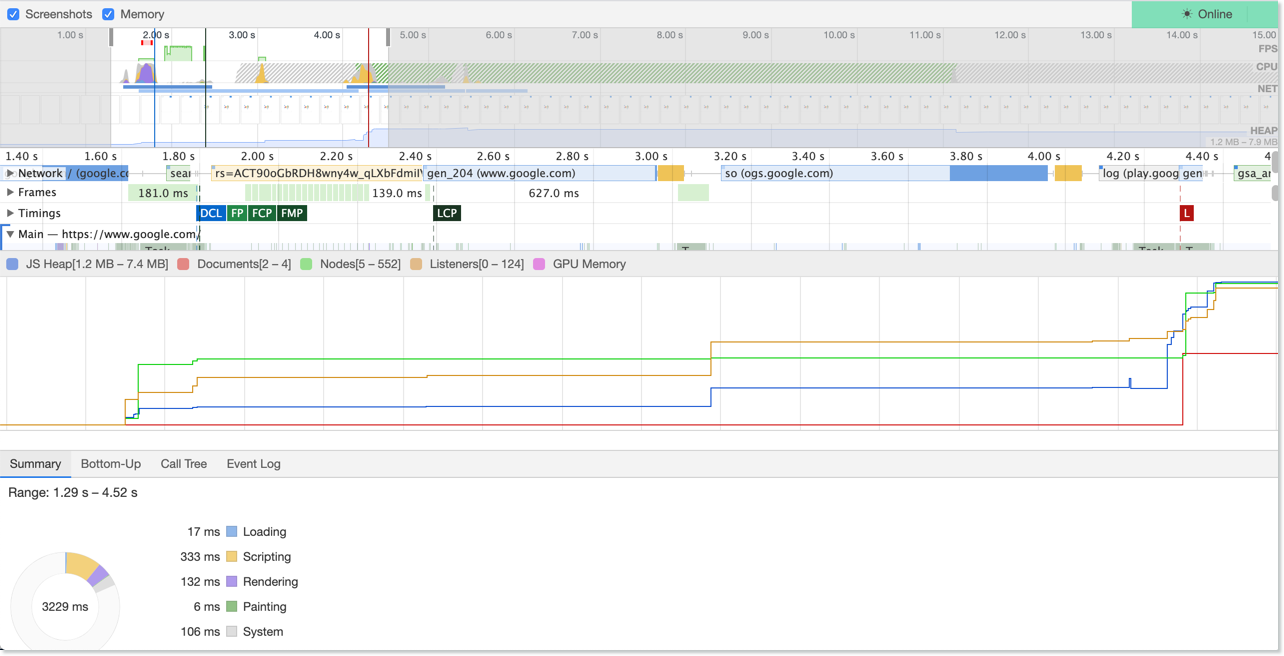 Screenshots Memory Online
1.00 s 2.00 s 3.00 s 4.00 s 5.00 s 6.00 s 7.00 s 8.00 s 9.00 s 10.00 s 11.00 s 12.00 s 13.00 s 14.00 s 15.00
FPS
CPU
NET
HEAP
1.2 MB – 7.9 MB
1.40 s 1.60 s 1.80 s 2.00 s 2.20 s 2.40 s 2.60 s 2.80 s 3.00 s 3.20 s 3.40 s 3.60 s 3.80 s 4.00 s 4.20 s 4.40 s 4
Network / (google.co sear rs=ACT90oGbRDH8wny4w_qLXbFdmiI gen_204 (www.google.com) so (ogs.google.com) log (play.goog gen gsa_ar
Frames 181.0 ms 139.0 ms 627.0 ms
Timings DCL FP FCP FMP LCP L
Main — https://www.google.com/
Task T Task T
JS Heap[1.2 MB – 7.4 MB] Documents[2 – 4] Nodes[5 – 552] Listeners[0 – 124] GPU Memory
Summary Bottom-Up Call Tree Event Log
Range: 1.29 s – 4.52 s
17 ms Loading
333 ms Scripting
132 ms Rendering
3229 ms
6 ms Painting
106 ms System